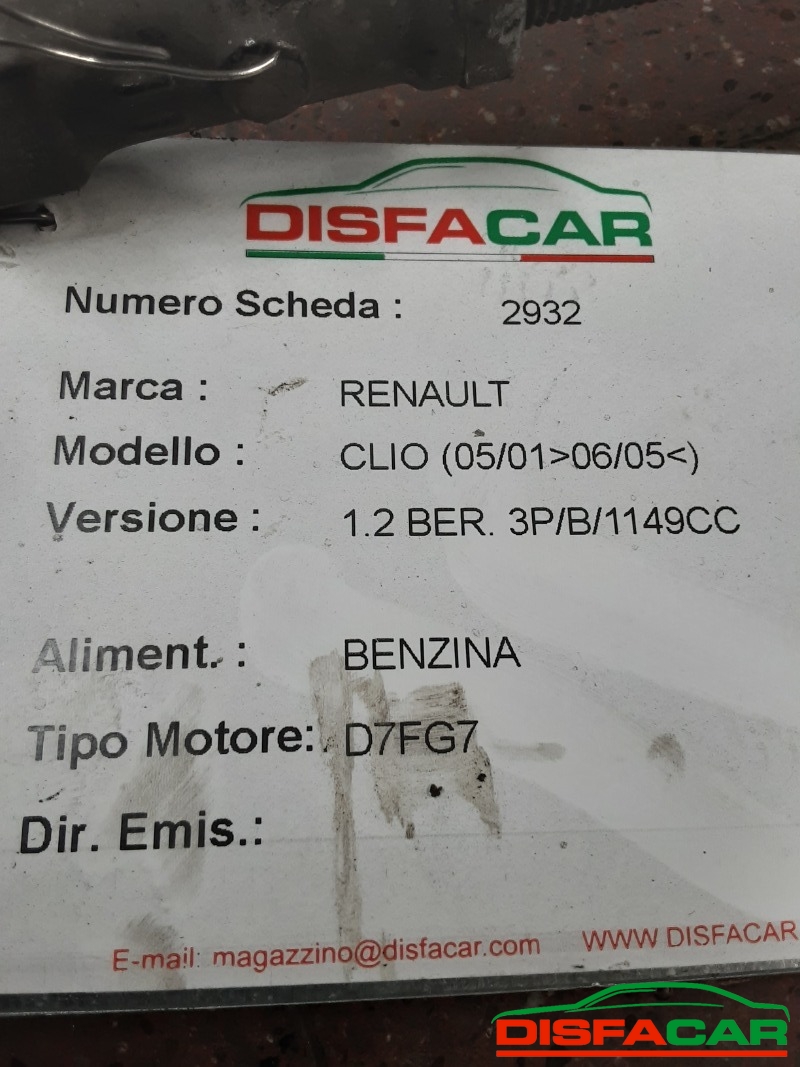 DISFACAR
Numero Scheda : 2932
Marca : RENAULT
Modello : CLIO (05/01>06/05<)
Versione : 1.2 BER. 3P/B/1149CC
Aliment. : BENZINA
Tipo Motore: D7FG7
Dir. Emis.:
E-mail: magazzino@disfacar.com WWW DISFACAR
DISFACAR